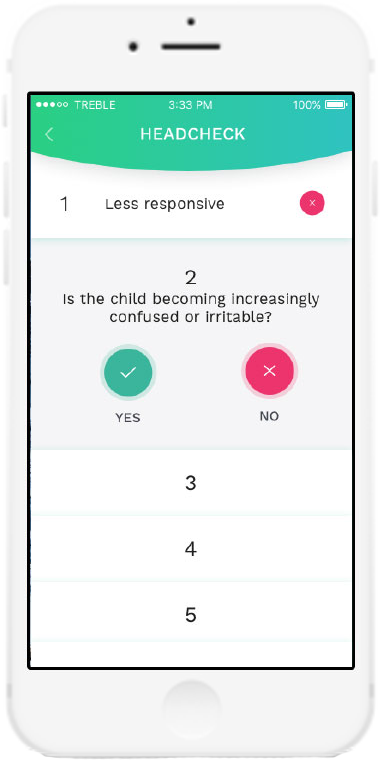 TREBLE 3:33 PM 100%
HEADCHECK
1 Less responsive
2
Is the child becoming increasingly
confused or irritable?
YES NO
3
4
5